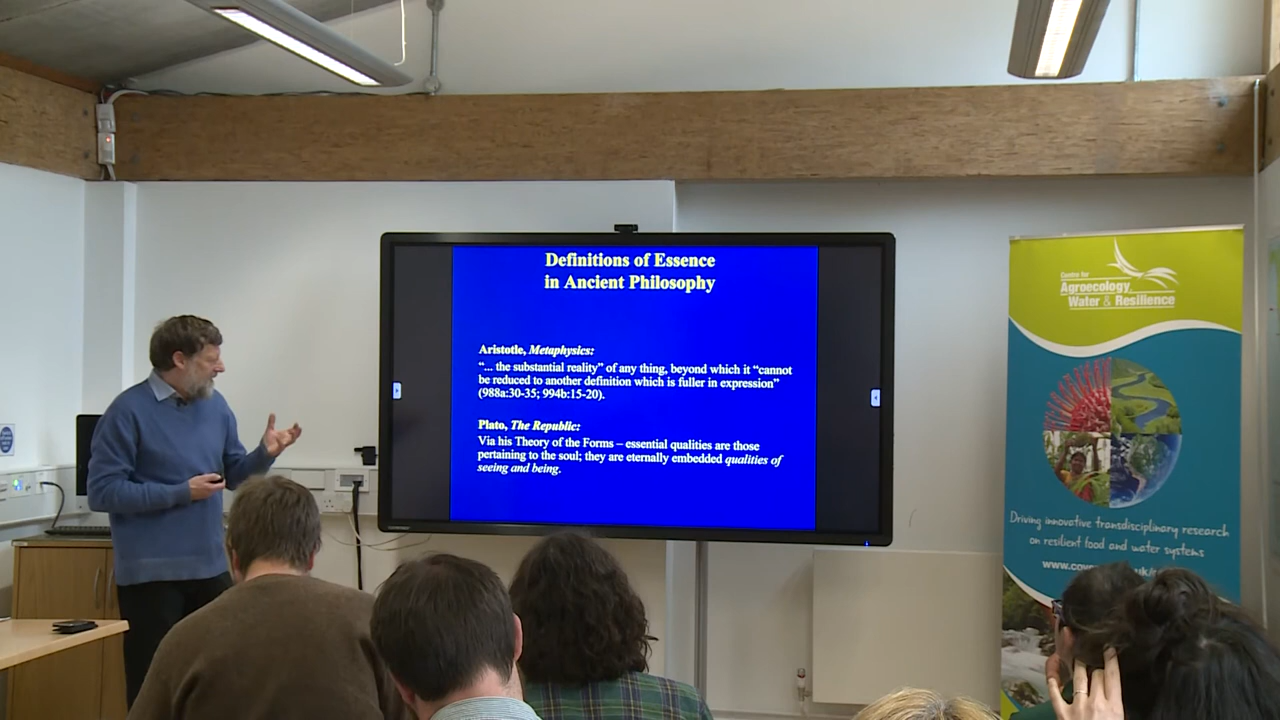 Definitions of Essence
in Ancient Philosophy
Aristotle, Metaphysics:
“... the substantial reality” of any thing, beyond which it “cannot
be reduced to another definition which is fuller in expression”
(988a:30-35; 994b:15-20).
Plato, The Republic:
Via his Theory of the Forms – essential qualities are those
pertaining to the soul; they are eternally embedded qualities of
seeing and being.
Centre for
Agroecology,
Water & Resilience
Driving innovative transdisciplinary research
on resilient food and water systems